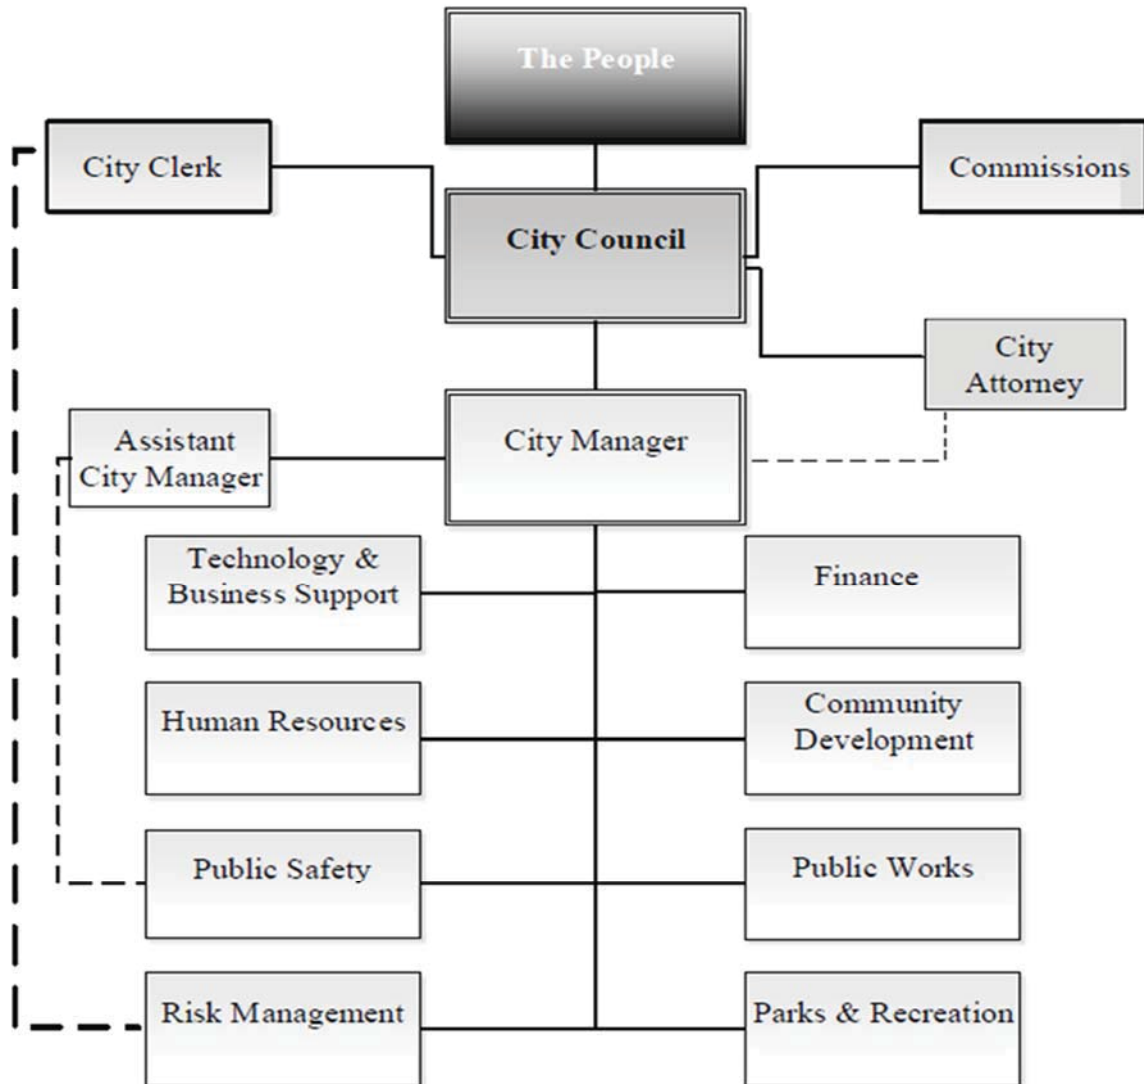 The People
City Clerk
Commissions
City Council
City
Attorney
Assistant
City Manager
City Manager
Technology &
Business Support
Finance
Human Resources
Community
Development
Public Safety
Public Works
Risk Management
Parks & Recreation